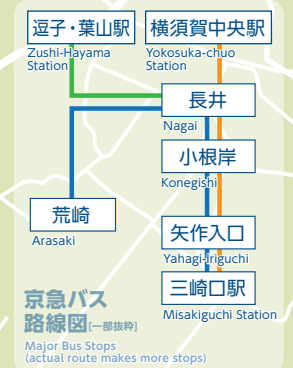 逗子・葉山駅
Zushi-Hayama
Station
横須賀中央駅
Yokosuka-chuo
Station
長井
Nagai
小根岸
Konegishi
荒崎
Arasaki
矢作入口
Yahagi-Iriguchi
三崎口駅
Misakiguchi Station
京急バス
路線図[一部抜粋]
Major Bus Stops
(actual route makes more stops)